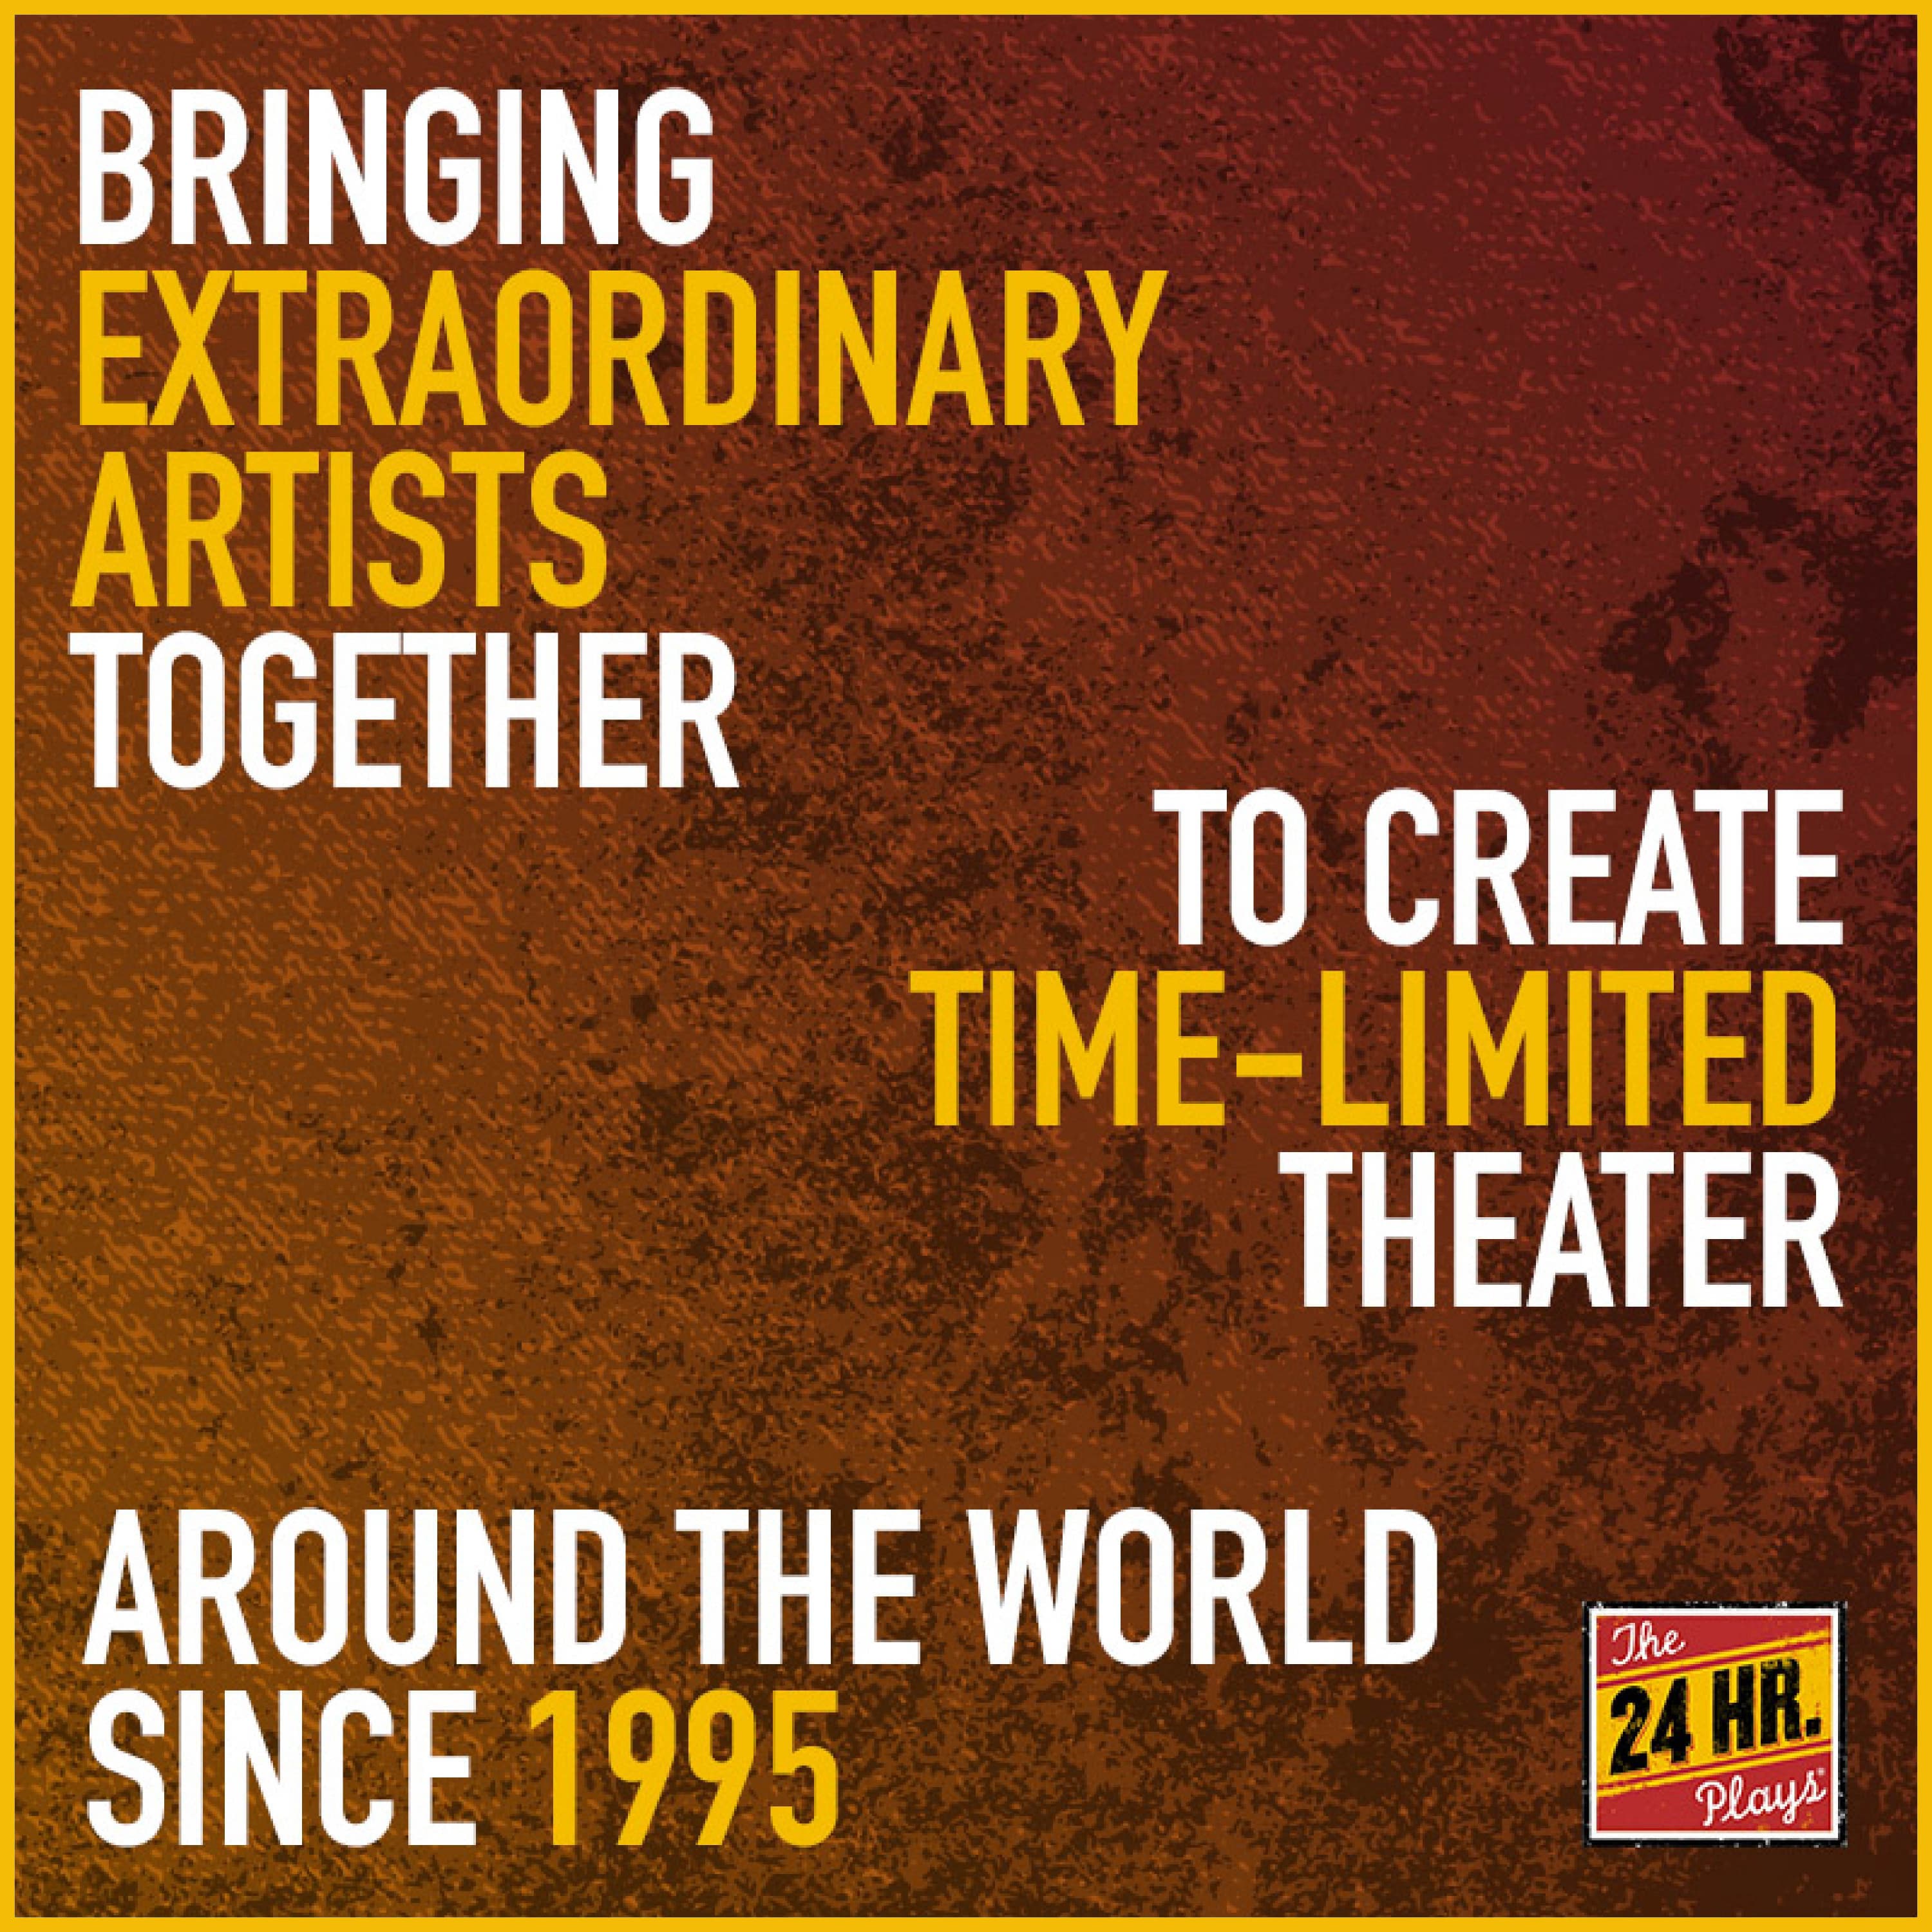 BRINGING
EXTRAORDINARY
ARTISTS
TOGETHER
TO CREATE
TIME-LIMITED
THEATER
AROUND THE WORLD
SINCE 1995
The
24 HR.
Plays®